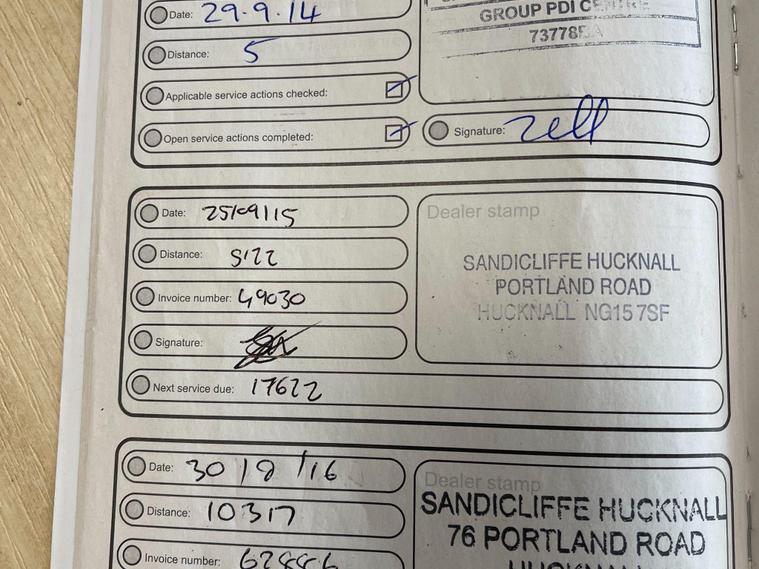 Date: 29.9.14
GROUP PDI CENTRE
Distance: 5
Applicable service actions checked:
Open service actions completed:
Signature:
Date: 25/09/15
Dealer stamp
Distance: 5122
SANDICLIFFE HUCKNALL
PORTLAND ROAD
HUCKNALL NG15 7SF
Invoice number: 49030
Signature:
Next service due: 17622
Date: 30/9/16
Dealer stamp
Distance: 10317
SANDICLIFFE HUCKNALL
76 PORTLAND ROAD
Invoice number: